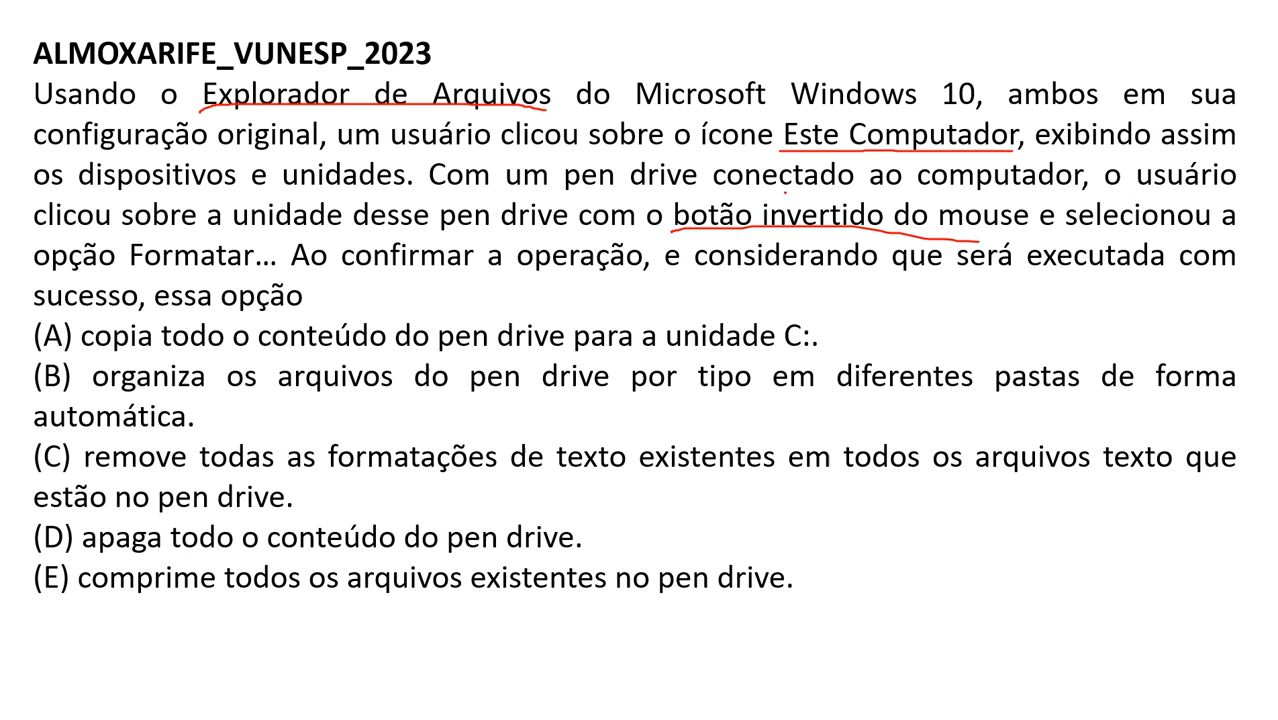 ALMOXARIFE_VUNESP_2023
Usando o Explorador de Arquivos do Microsoft Windows 10, ambos em sua
configuração original, um usuário clicou sobre o ícone Este Computador, exibindo assim
os dispositivos e unidades. Com um pen drive conectado ao computador, o usuário
clicou sobre a unidade desse pen drive com o botão invertido do mouse e selecionou a
opção Formatar... Ao confirmar a operação, e considerando que será executada com
sucesso, essa opção
(A) copia todo o conteúdo do pen drive para a unidade C:.
(B) organiza os arquivos do pen drive por tipo em diferentes pastas de forma
automática.
(C) remove todas as formatações de texto existentes em todos os arquivos texto que
estão no pen drive.
(D) apaga todo o conteúdo do pen drive.
(E) comprime todos os arquivos existentes no pen drive.